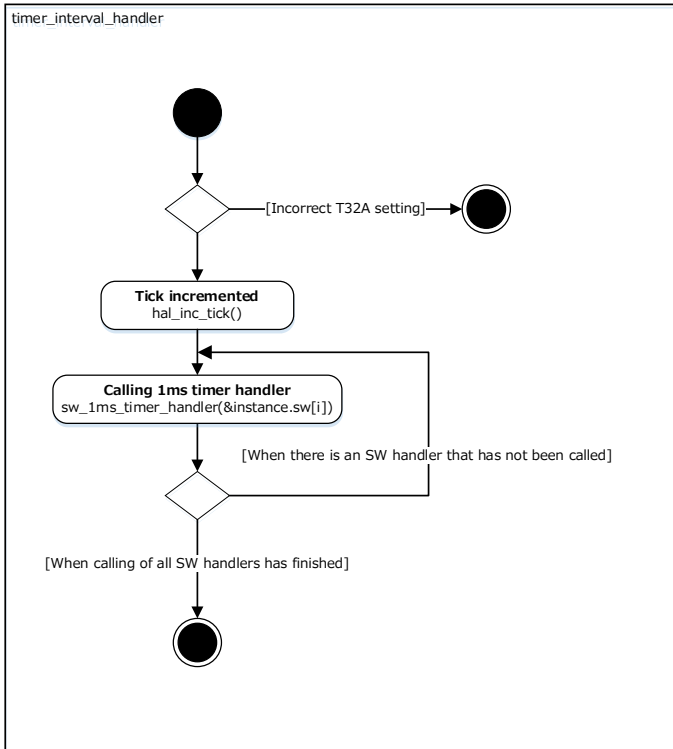 timer_interval_handler
[Incorrect T32A setting]
Tick incremented
hal_inc_tick()
Calling 1ms timer handler
sw_1ms_timer_handler(&instance.sw[i])
[When there is an SW handler that has not been called]
[When calling of all SW handlers has finished]